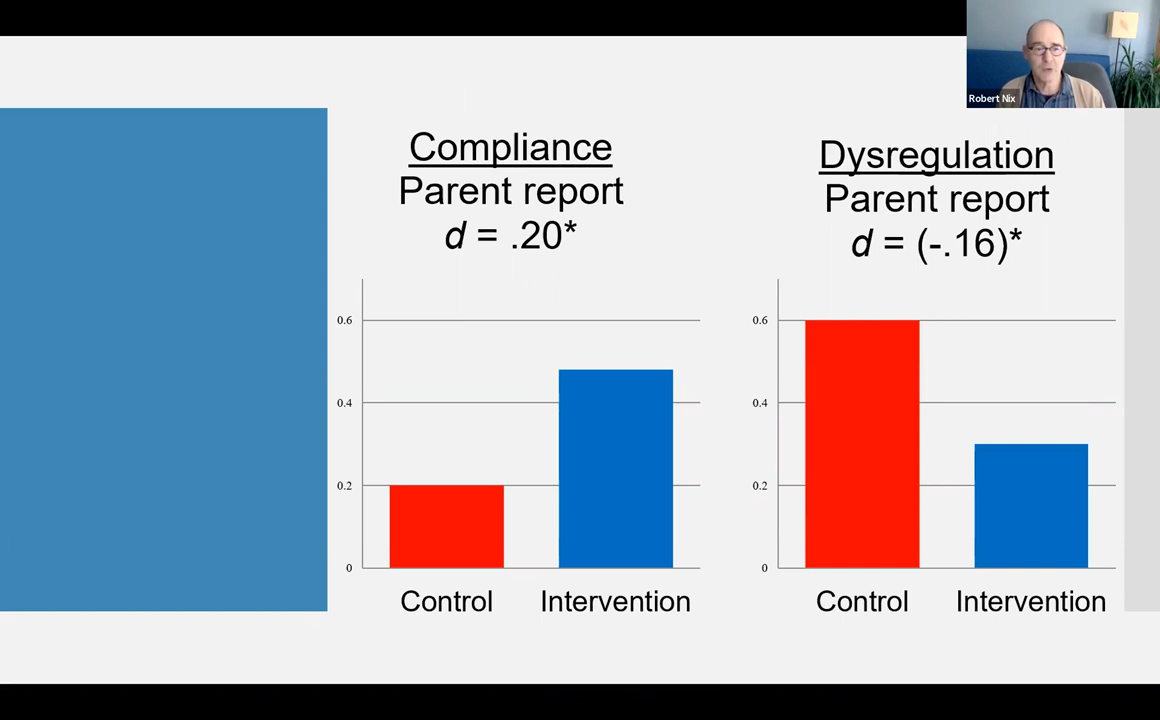 Robert Nix
Compliance
Parent report
d = .20*
0.6
0.4
0.2
0
Control Intervention
Dysregulation
Parent report
d = (-.16)*
0.6
0.4
0.2
0
Control Intervention